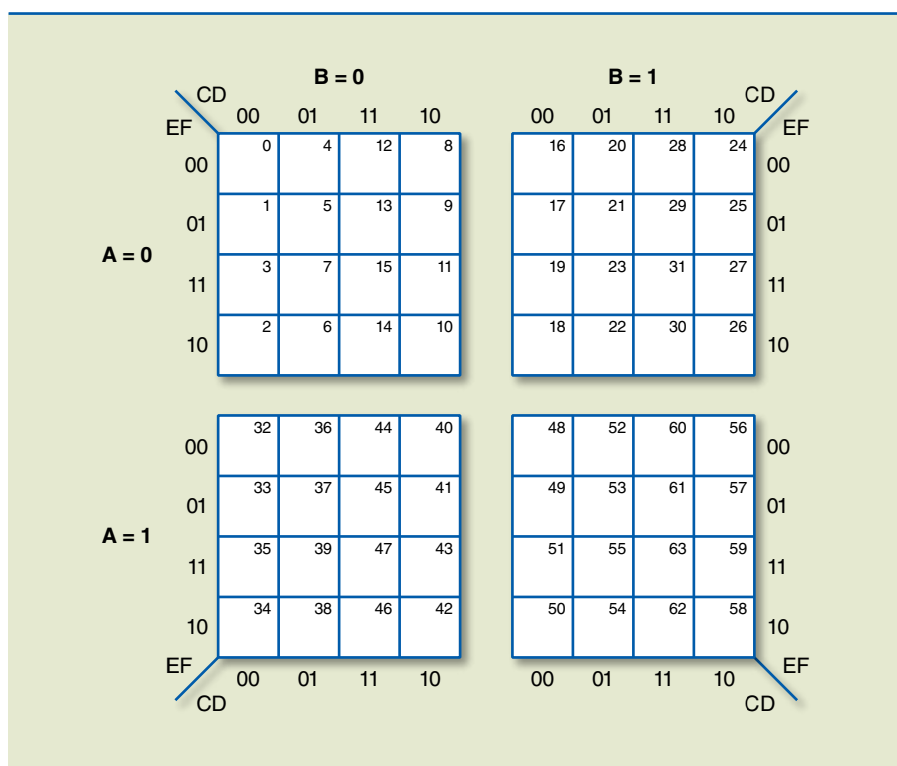 B = 0 B = 1
CD 00 01 11 10 00 01 11 10 CD
EF EF
00 0 4 12 8 16 20 28 24 00
01 1 5 13 9 17 21 29 25 01
A = 0
11 3 7 15 11 19 23 31 27 11
10 2 6 14 10 18 22 30 26 10
00 32 36 44 40 48 52 60 56 00
01 33 37 45 41 49 53 61 57 01
A = 1
11 35 39 47 43 51 55 63 59 11
10 34 38 46 42 50 54 62 58 10
EF EF
00 01 11 10 00 01 11 10
CD CD